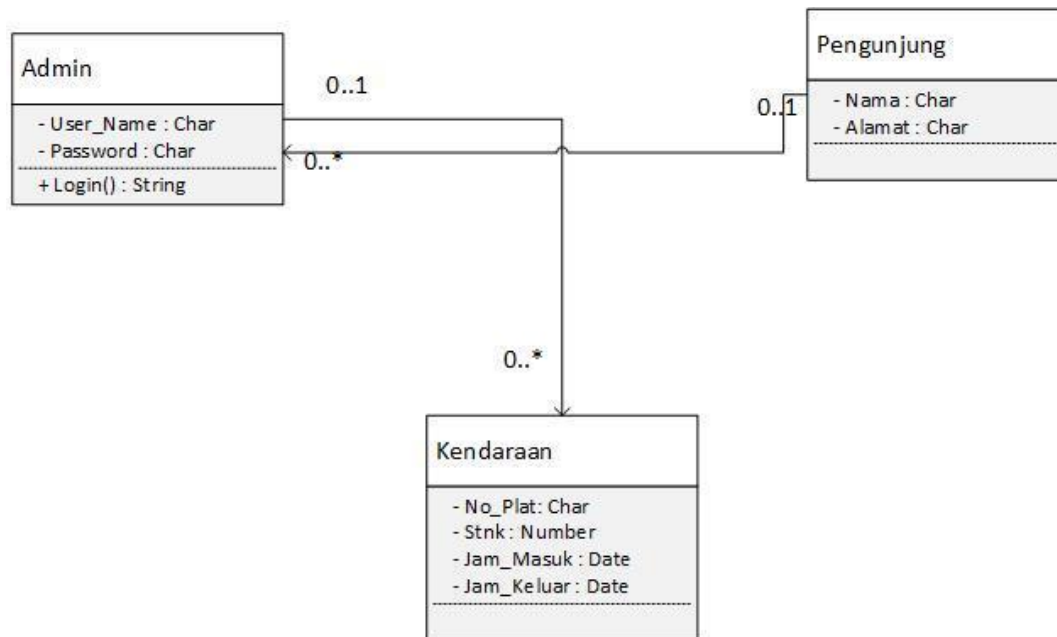 Admin
- User_Name : Char
- Password : Char
+ Login() : String
0..1
0..*
Pengunjung
- Nama : Char
- Alamat : Char
0..1
0..*
Kendaraan
- No_Plat: Char
- Stnk : Number
- Jam_Masuk : Date
- Jam_Keluar : Date